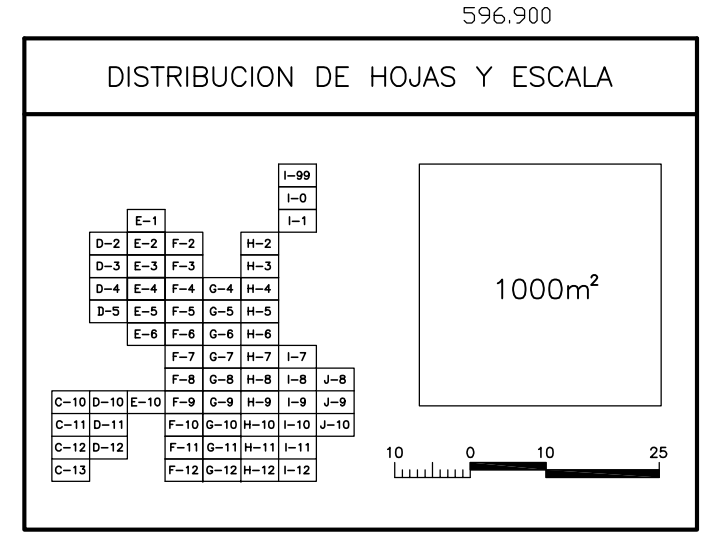 596.900
DISTRIBUCION DE HOJAS Y ESCALA
I-99
I-0
E-1 I-1
D-2 E-2 F-2 H-2
D-3 E-3 F-3 H-3
D-4 E-4 F-4 G-4 H-4
1000m²
D-5 E-5 F-5 G-5 H-5
E-6 F-6 G-6 H-6
F-7 G-7 H-7 I-7
F-8 G-8 H-8 I-8 J-8
C-10 D-10 E-10 F-9 G-9 H-9 I-9 J-9
C-11 D-11 F-10 G-10 H-10 I-10 J-10
C-12 D-12 F-11 G-11 H-11 I-11
C-13 F-12 G-12 H-12 I-12
10 0 10 25